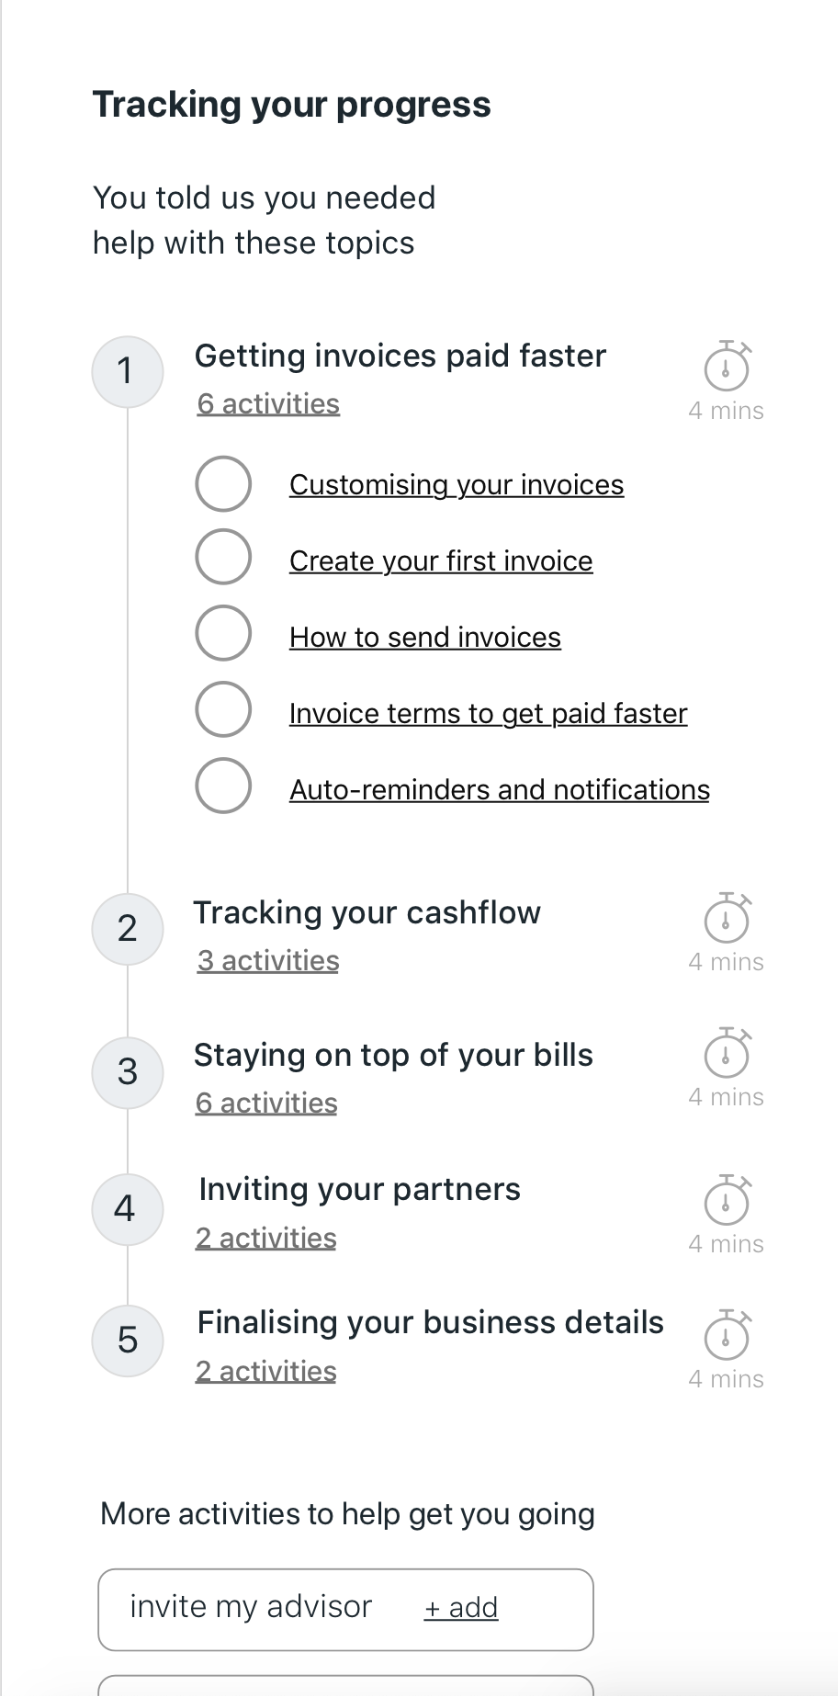 Tracking your progress
You told us you needed
help with these topics
1
Getting invoices paid faster
6 activities
4 mins
Customising your invoices
Create your first invoice
How to send invoices
Invoice terms to get paid faster
Auto-reminders and notifications
2
Tracking your cashflow
3 activities
4 mins
3
Staying on top of your bills
6 activities
4 mins
4
Inviting your partners
2 activities
4 mins
5
Finalising your business details
2 activities
4 mins
More activities to help get you going
invite my advisor + add